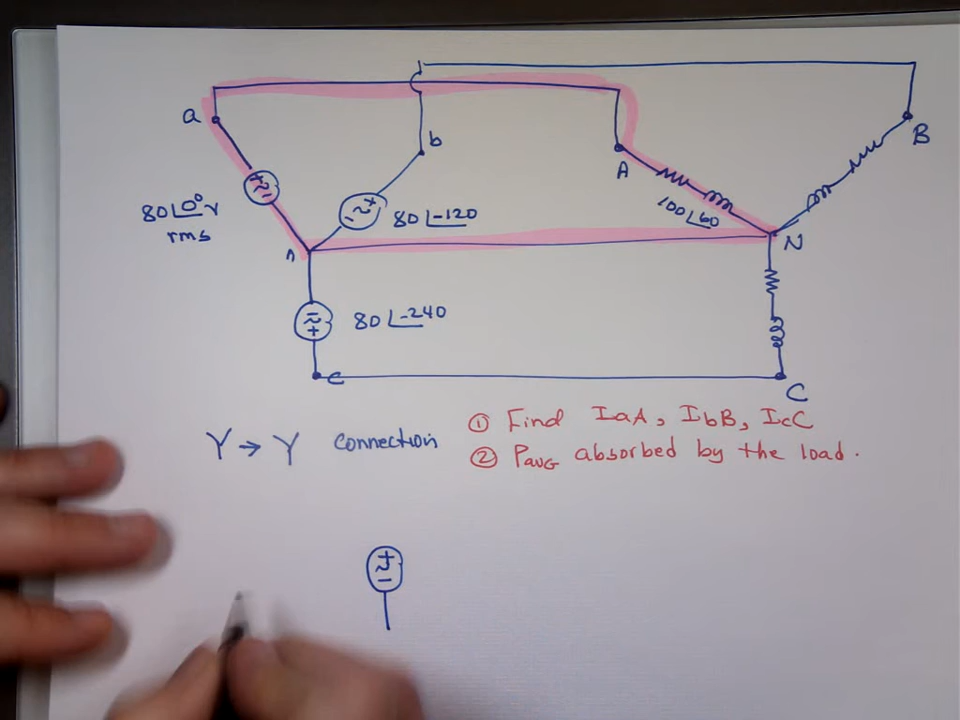 a
b
A
B
80∠0° v
rms
80∠-120
100∠60
n
N
80∠-240
c
C
Y → Y connection
① Find IaA, IbB, IcC
② PAVG absorbed by the load.